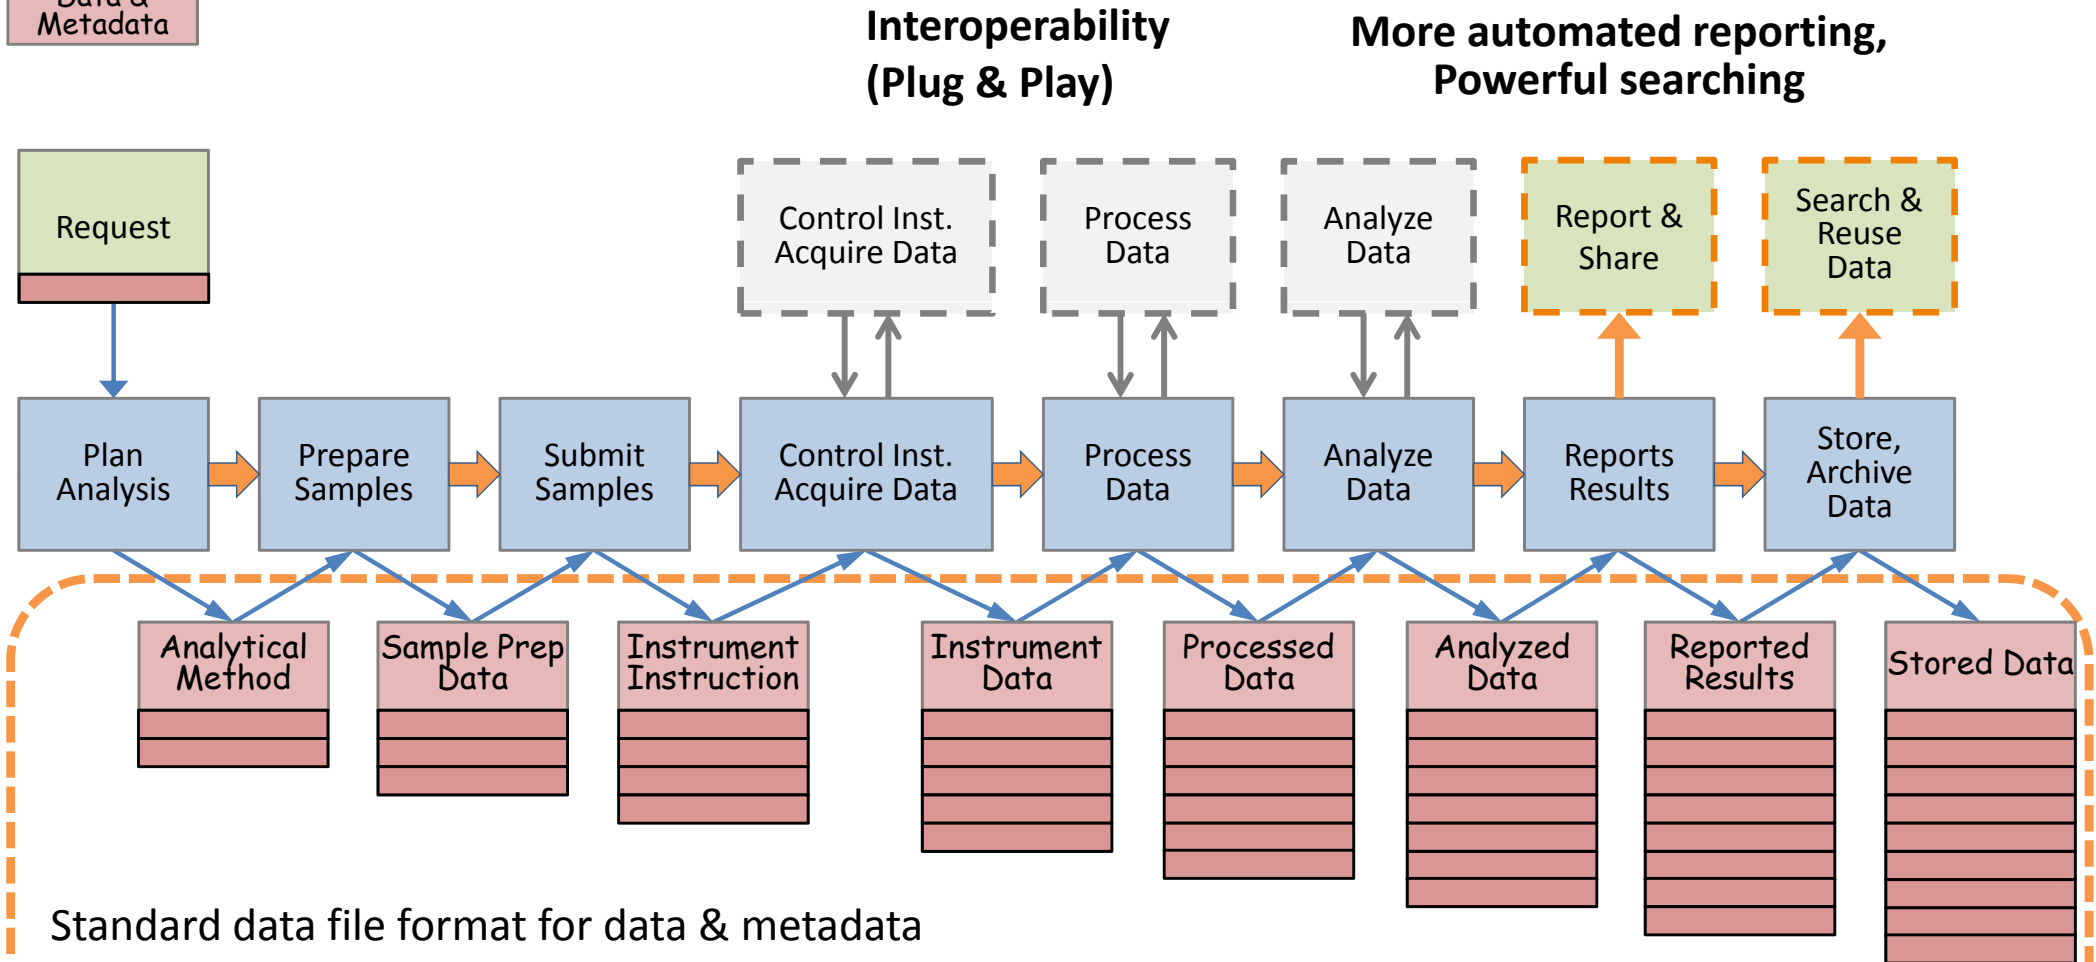 Data &
Metadata
Interoperability
(Plug & Play)
More automated reporting,
Powerful searching
Request
Control Inst.
Acquire Data
Process
Data
Analyze
Data
Report &
Share
Search &
Reuse
Data
Plan
Analysis
Prepare
Samples
Submit
Samples
Control Inst.
Acquire Data
Process
Data
Analyze
Data
Reports
Results
Store,
Archive
Data
Analytical
Method
Sample Prep
Data
Instrument
Instruction
Instrument
Data
Processed
Data
Analyzed
Data
Reported
Results
Stored Data
Standard data file format for data & metadata